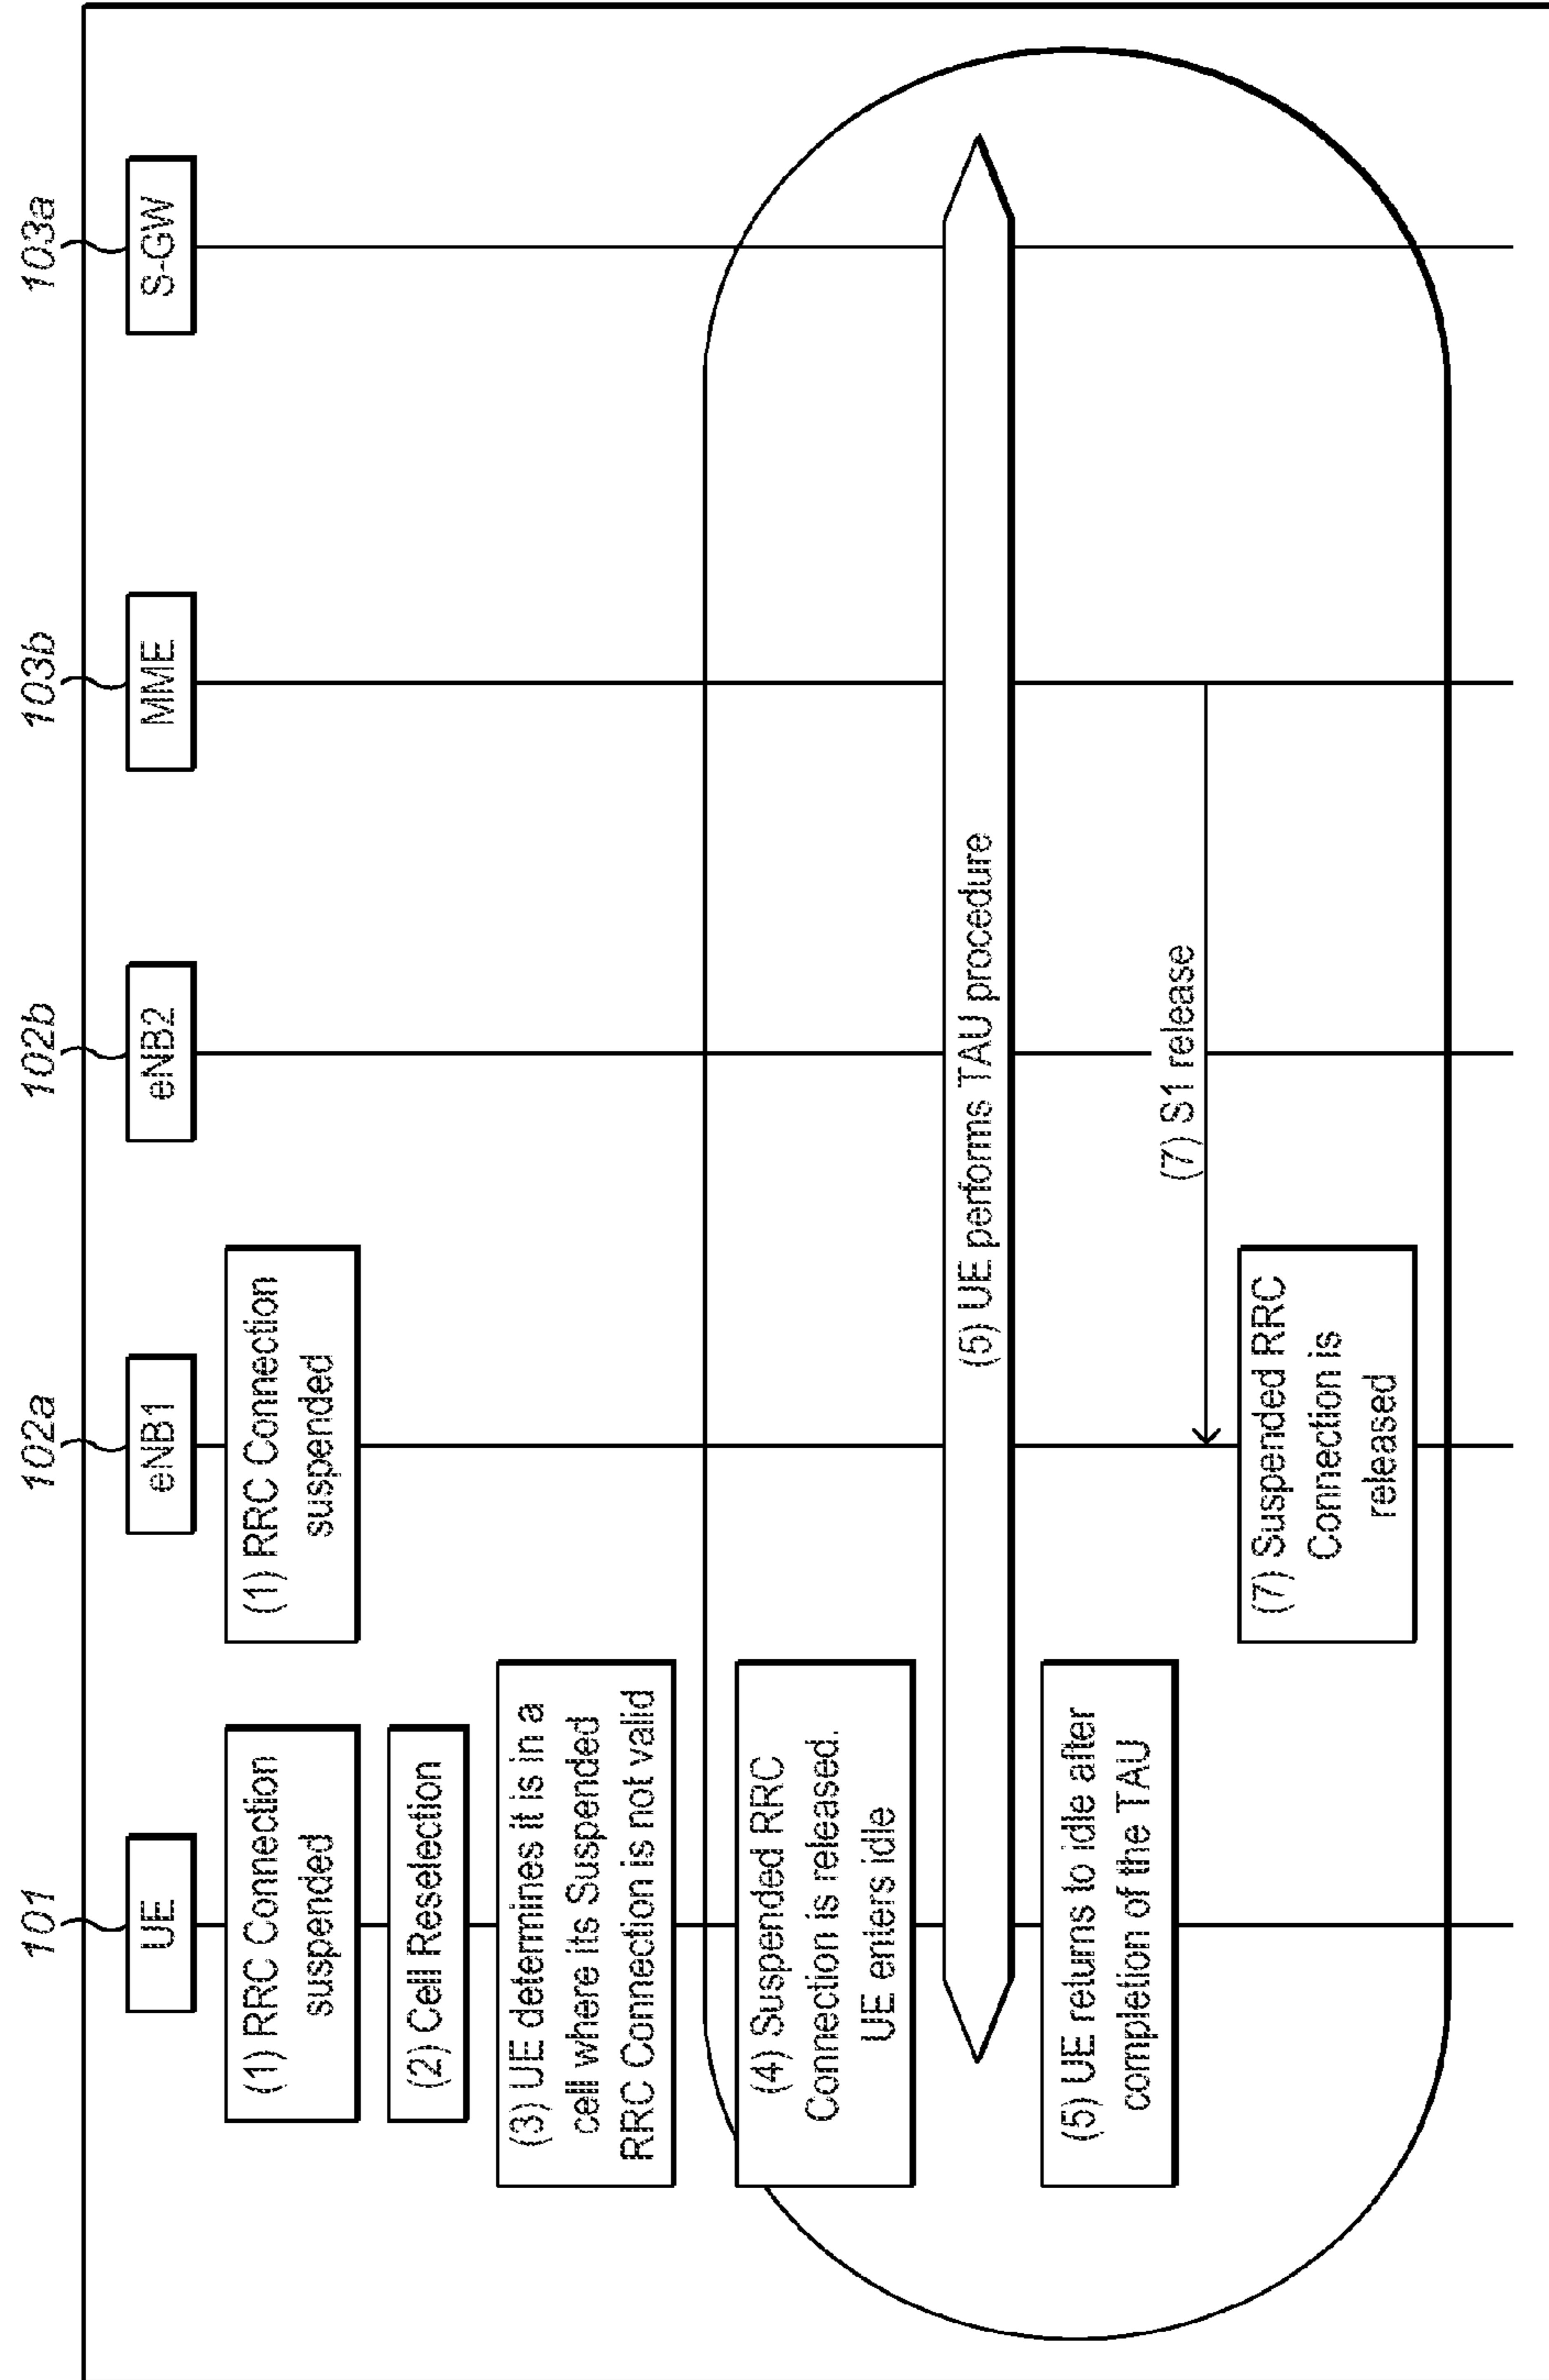 101
102a
102b
103b
103a
UE
eNB1
eNB2
MME
S-GW
(1) RRC Connection
suspended
(1) RRC Connection
suspended
(2) Cell Reselection
(3) UE determines it is in a
cell where its Suspended
RRC Connection is not valid
(4) Suspended RRC
Connection is released.
UE enters idle
(5) UE performs TAU procedure
(5) UE returns to idle after
completion of the TAU
(7) S1 release
(7) Suspended RRC
Connection is
released